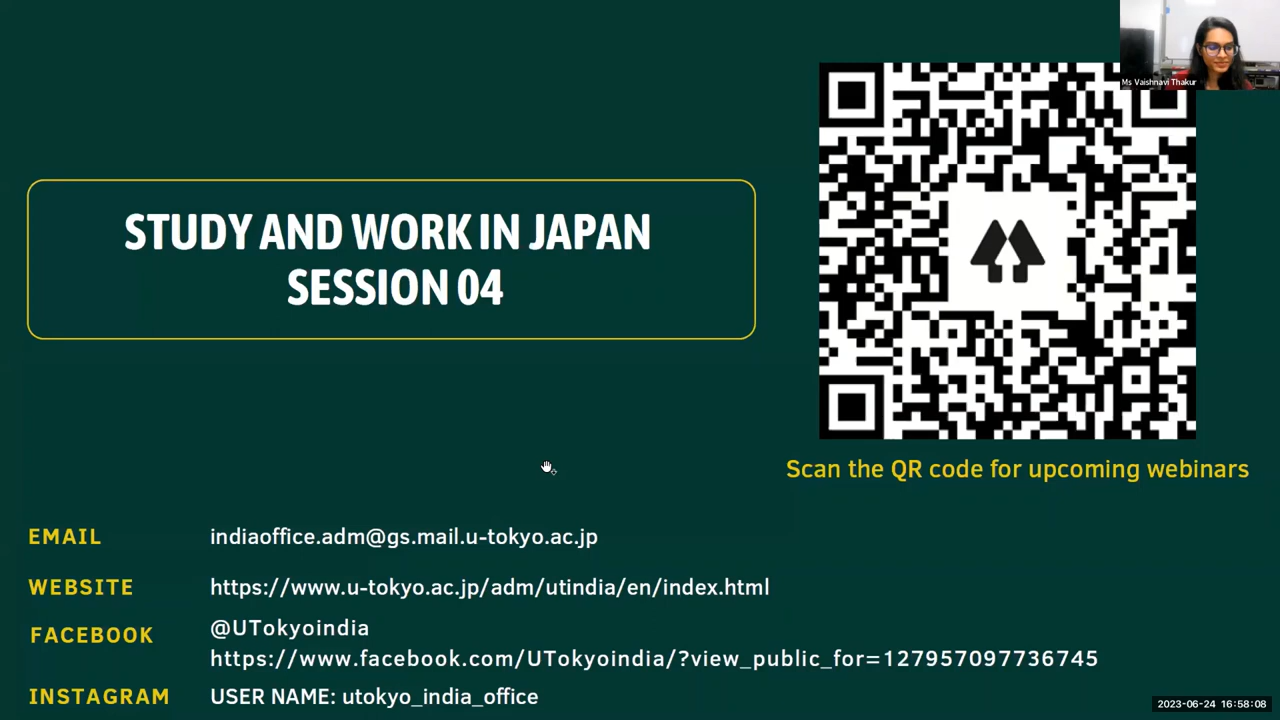 Ms Vaishnavi Thakur
STUDY AND WORK IN JAPAN
SESSION 04
Scan the QR code for upcoming webinars
EMAIL indiaoffice.adm@gs.mail.u-tokyo.ac.jp
WEBSITE https://www.u-tokyo.ac.jp/adm/utindia/en/index.html
FACEBOOK @UTokyoindia
https://www.facebook.com/UTokyoindia/?view_public_for=127957097736745
INSTAGRAM USER NAME: utokyo_india_office
2023-06-24 16:58:08